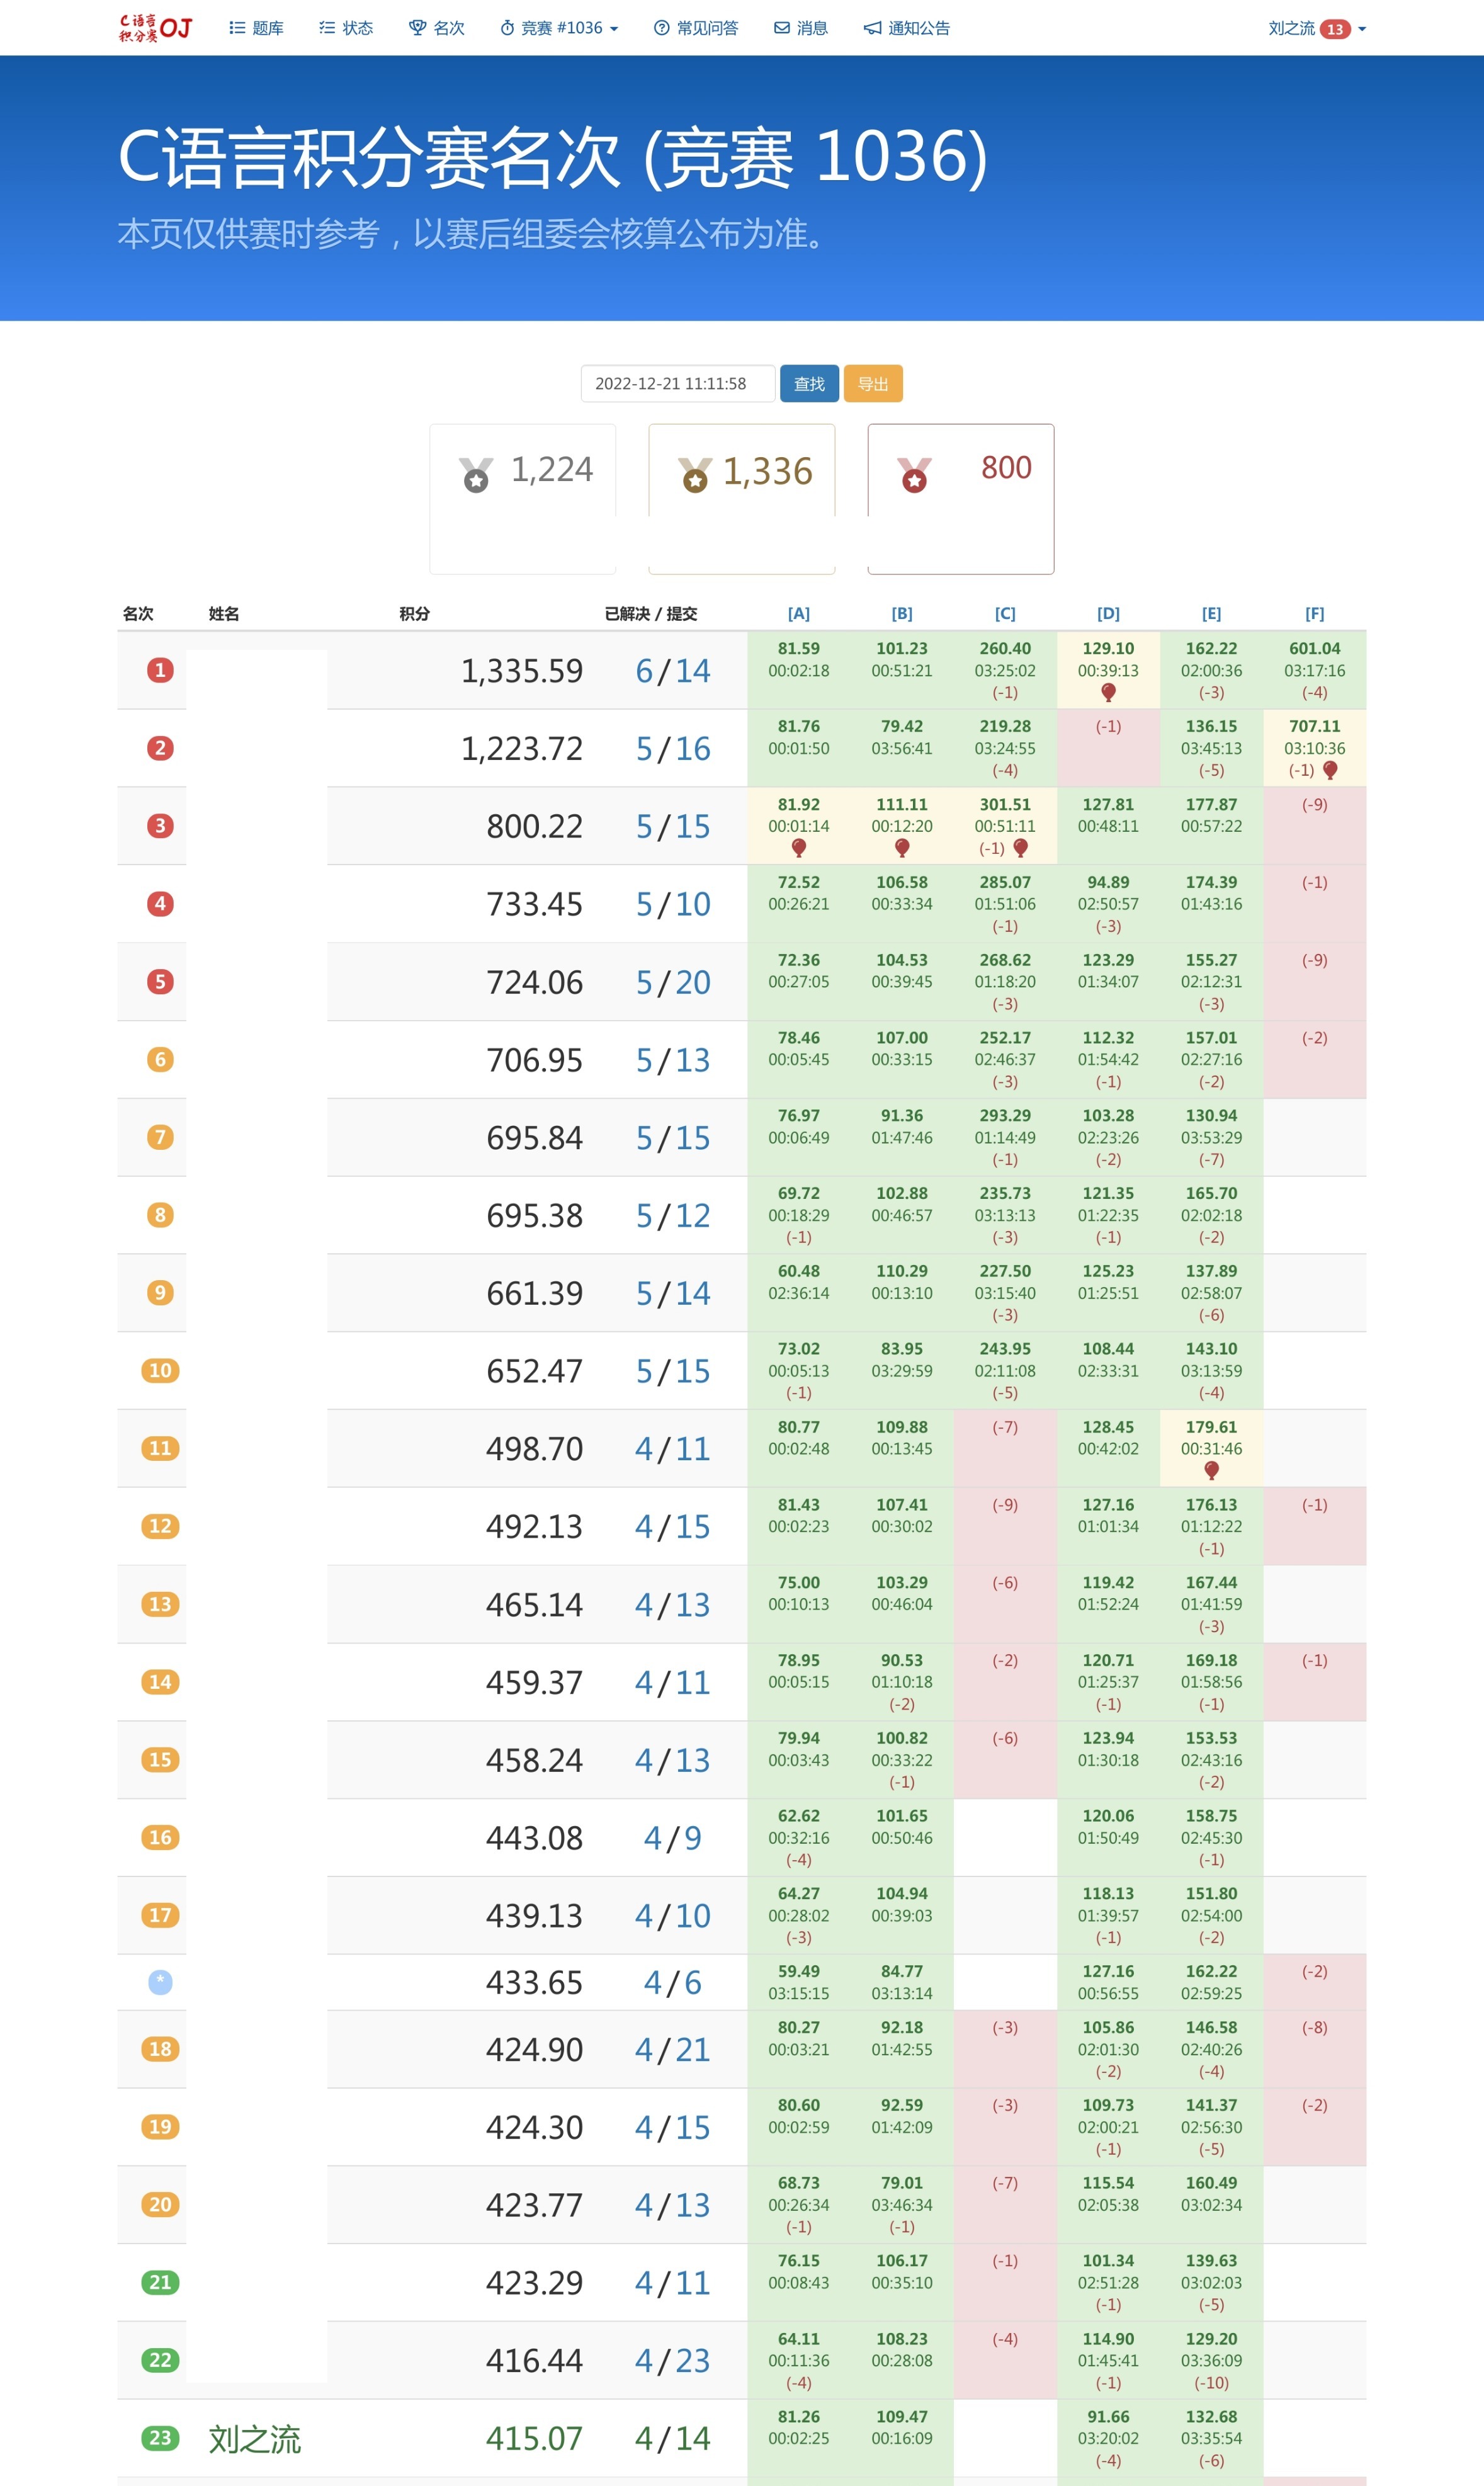 C语言
积分赛OJ 题库 状态 名次 竞赛 #1036 常见问答 消息 通知公告 刘之流 13
C语言积分赛名次 (竞赛 1036)
本页仅供赛时参考，以赛后组委会核算公布为准。
2022-12-21 11:11:58 查找 导出
1,224 1,336 800
名次 姓名 积分 已解决 / 提交 [A] [B] [C] [D] [E] [F]
81.59 101.23 260.40 129.10 162.22 601.04
1 1,335.59 6/14 00:02:18 00:51:21 03:25:02 00:39:13 02:00:36 03:17:16
(-1) (-3) (-4)
81.76 79.42 219.28 (-1) 136.15 707.11
2 1,223.72 5/16 00:01:50 03:56:41 03:24:55 03:45:13 03:10:36
(-4) (-5) (-1)
81.92 111.11 301.51 127.81 177.87 (-9)
3 800.22 5/15 00:01:14 00:12:20 00:51:11 00:48:11 00:57:22
(-1)
72.52 106.58 285.07 94.89 174.39 (-1)
4 733.45 5/10 00:26:21 00:33:34 01:51:06 02:50:57 01:43:16
(-1) (-3)
72.36 104.53 268.62 123.29 155.27 (-9)
5 724.06 5/20 00:27:05 00:39:45 01:18:20 01:34:07 02:12:31
(-3) (-3)
78.46 107.00 252.17 112.32 157.01 (-2)
6 706.95 5/13 00:05:45 00:33:15 02:46:37 01:54:42 02:27:16
(-3) (-1) (-2)
76.97 91.36 293.29 103.28 130.94
7 695.84 5/15 00:06:49 01:47:46 01:14:49 02:23:26 03:53:29
(-1) (-2) (-7)
69.72 102.88 235.73 121.35 165.70
8 695.38 5/12 00:18:29 00:46:57 03:13:13 01:22:35 02:02:18
(-1) (-3) (-1) (-2)
60.48 110.29 227.50 125.23 137.89
9 661.39 5/14 02:36:14 00:13:10 03:15:40 01:25:51 02:58:07
(-3) (-6)
73.02 83.95 243.95 108.44 143.10
10 652.47 5/15 00:05:13 03:29:59 02:11:08 02:33:31 03:13:59
(-1) (-5) (-4)
80.77 109.88 (-7) 128.45 179.61
11 498.70 4/11 00:02:48 00:13:45 00:42:02 00:31:46
81.43 107.41 (-9) 127.16 176.13 (-1)
12 492.13 4/15 00:02:23 00:30:02 01:01:34 01:12:22
(-1)
75.00 103.29 (-6) 119.42 167.44
13 465.14 4/13 00:10:13 00:46:04 01:52:24 01:41:59
(-3)
78.95 90.53 (-2) 120.71 169.18 (-1)
14 459.37 4/11 00:05:15 01:10:18 01:25:37 01:58:56
(-2) (-1) (-1)
79.94 100.82 (-6) 123.94 153.53
15 458.24 4/13 00:03:43 00:33:22 01:30:18 02:43:16
(-1) (-2)
62.62 101.65 120.06 158.75
16 443.08 4/9 00:32:16 00:50:46 01:50:49 02:45:30
(-4) (-1)
64.27 104.94 118.13 151.80
17 439.13 4/10 00:28:02 00:39:03 01:39:57 02:54:00
(-3) (-1) (-2)
59.49 84.77 127.16 162.22 (-2)
* 433.65 4/6 03:15:15 03:13:14 00:56:55 02:59:25
80.27 92.18 (-3) 105.86 146.58 (-8)
18 424.90 4/21 00:03:21 01:42:55 02:01:30 02:40:26
(-2) (-4)
80.60 92.59 (-3) 109.73 141.37 (-2)
19 424.30 4/15 00:02:59 01:42:09 02:00:21 02:56:30
(-1) (-5)
68.73 79.01 (-7) 115.54 160.49
20 423.77 4/13 00:26:34 03:46:34 02:05:38 03:02:34
(-1) (-1)
76.15 106.17 (-1) 101.34 139.63
21 423.29 4/11 00:08:43 00:35:10 02:51:28 03:02:03
(-1) (-5)
64.11 108.23 (-4) 114.90 129.20
22 416.44 4/23 00:11:36 00:28:08 01:45:41 03:36:09
(-4) (-1) (-10)
81.26 109.47 91.66 132.68
23 刘之流 415.07 4/14 00:02:25 00:16:09 03:20:02 03:35:54
(-4) (-6)